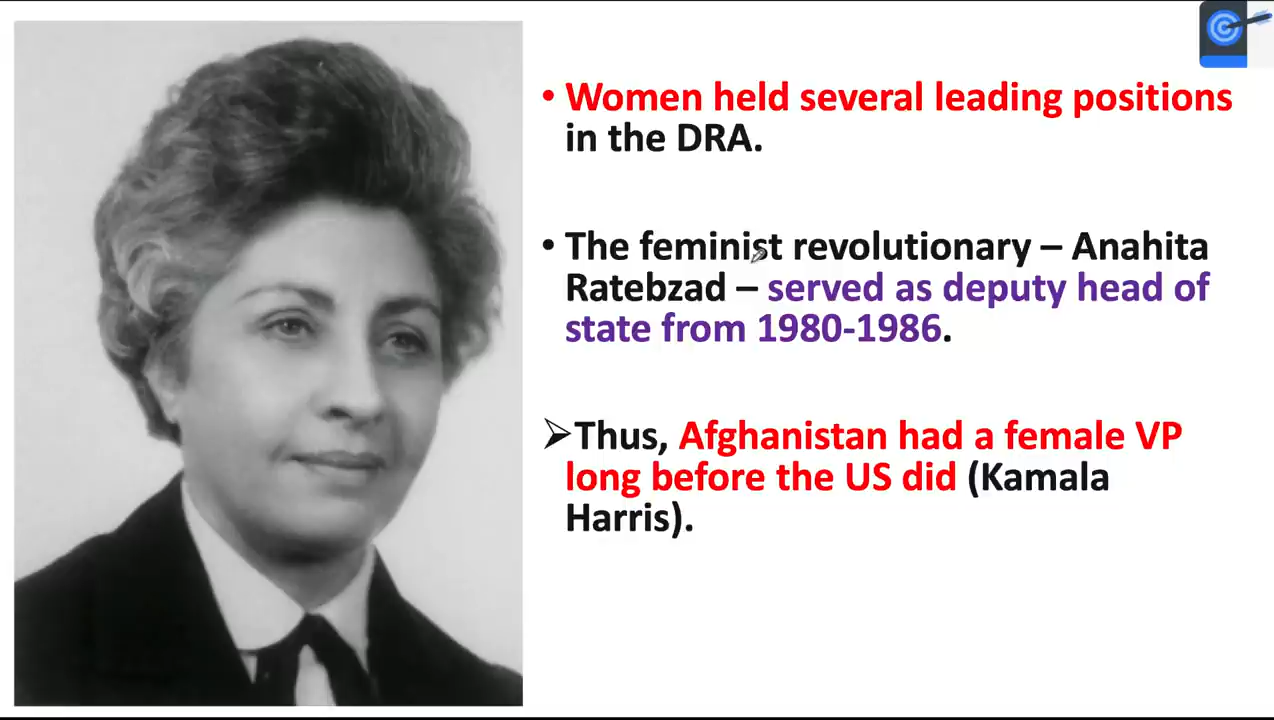 • Women held several leading positions
in the DRA.
• The feminist revolutionary – Anahita
Ratebzad – served as deputy head of
state from 1980-1986.
➢Thus, Afghanistan had a female VP
long before the US did (Kamala
Harris).